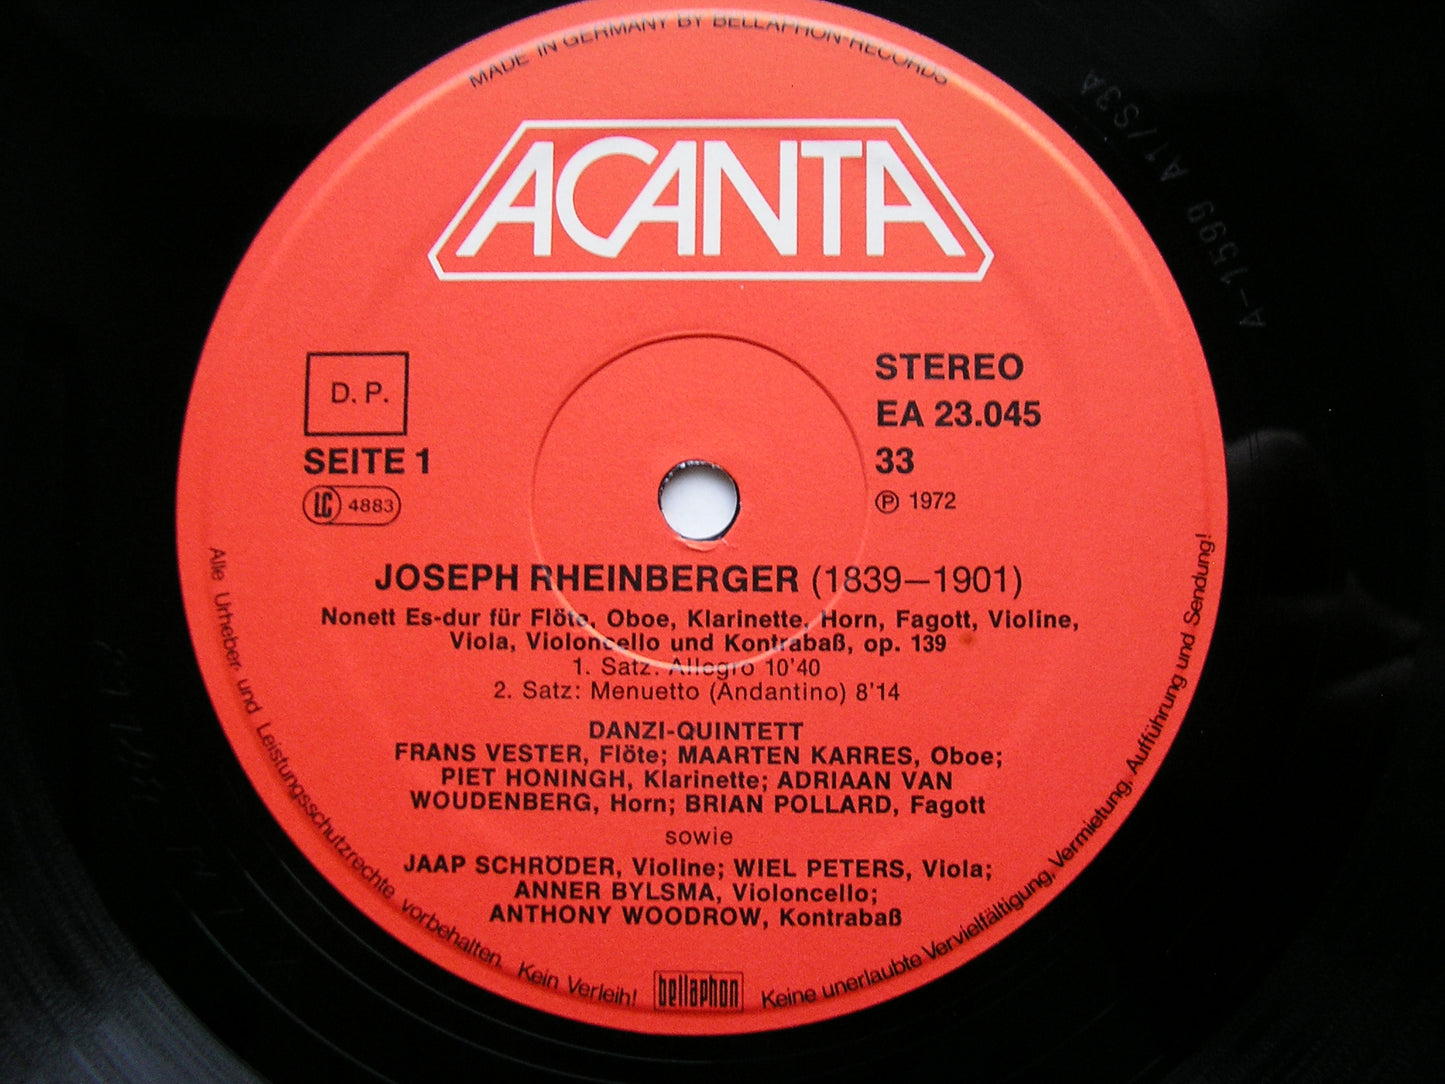 MADE IN GERMANY BY BELLAPHON-RECORDS
ACANTA
D. P.
SEITE 1
LC 4883
STEREO
EA 23.045
33
Ⓟ 1972
JOSEPH RHEINBERGER (1839–1901)
Nonett Es-dur für Flöte, Oboe, Klarinette, Horn, Fagott, Violine,
Viola, Violoncello und Kontrabaß, op. 139
1. Satz: Allegro 10'40
2. Satz: Menuetto (Andantino) 8'14
DANZI-QUINTETT
FRANS VESTER, Flöte; MAARTEN KARRES, Oboe;
PIET HONINGH, Klarinette; ADRIAAN VAN
WOUDENBERG, Horn; BRIAN POLLARD, Fagott
sowie
JAAP SCHRÖDER, Violine; WIEL PETERS, Viola;
ANNER BYLSMA, Violoncello;
ANTHONY WOODROW, Kontrabaß
Alle Urheber- und Leistungsschutzrechte vorbehalten. Kein Verleih!
bellaphon
Keine unerlaubte Vervielfältigung, Vermietung, Aufführung und Sendung!
A-1599 A1/S3A